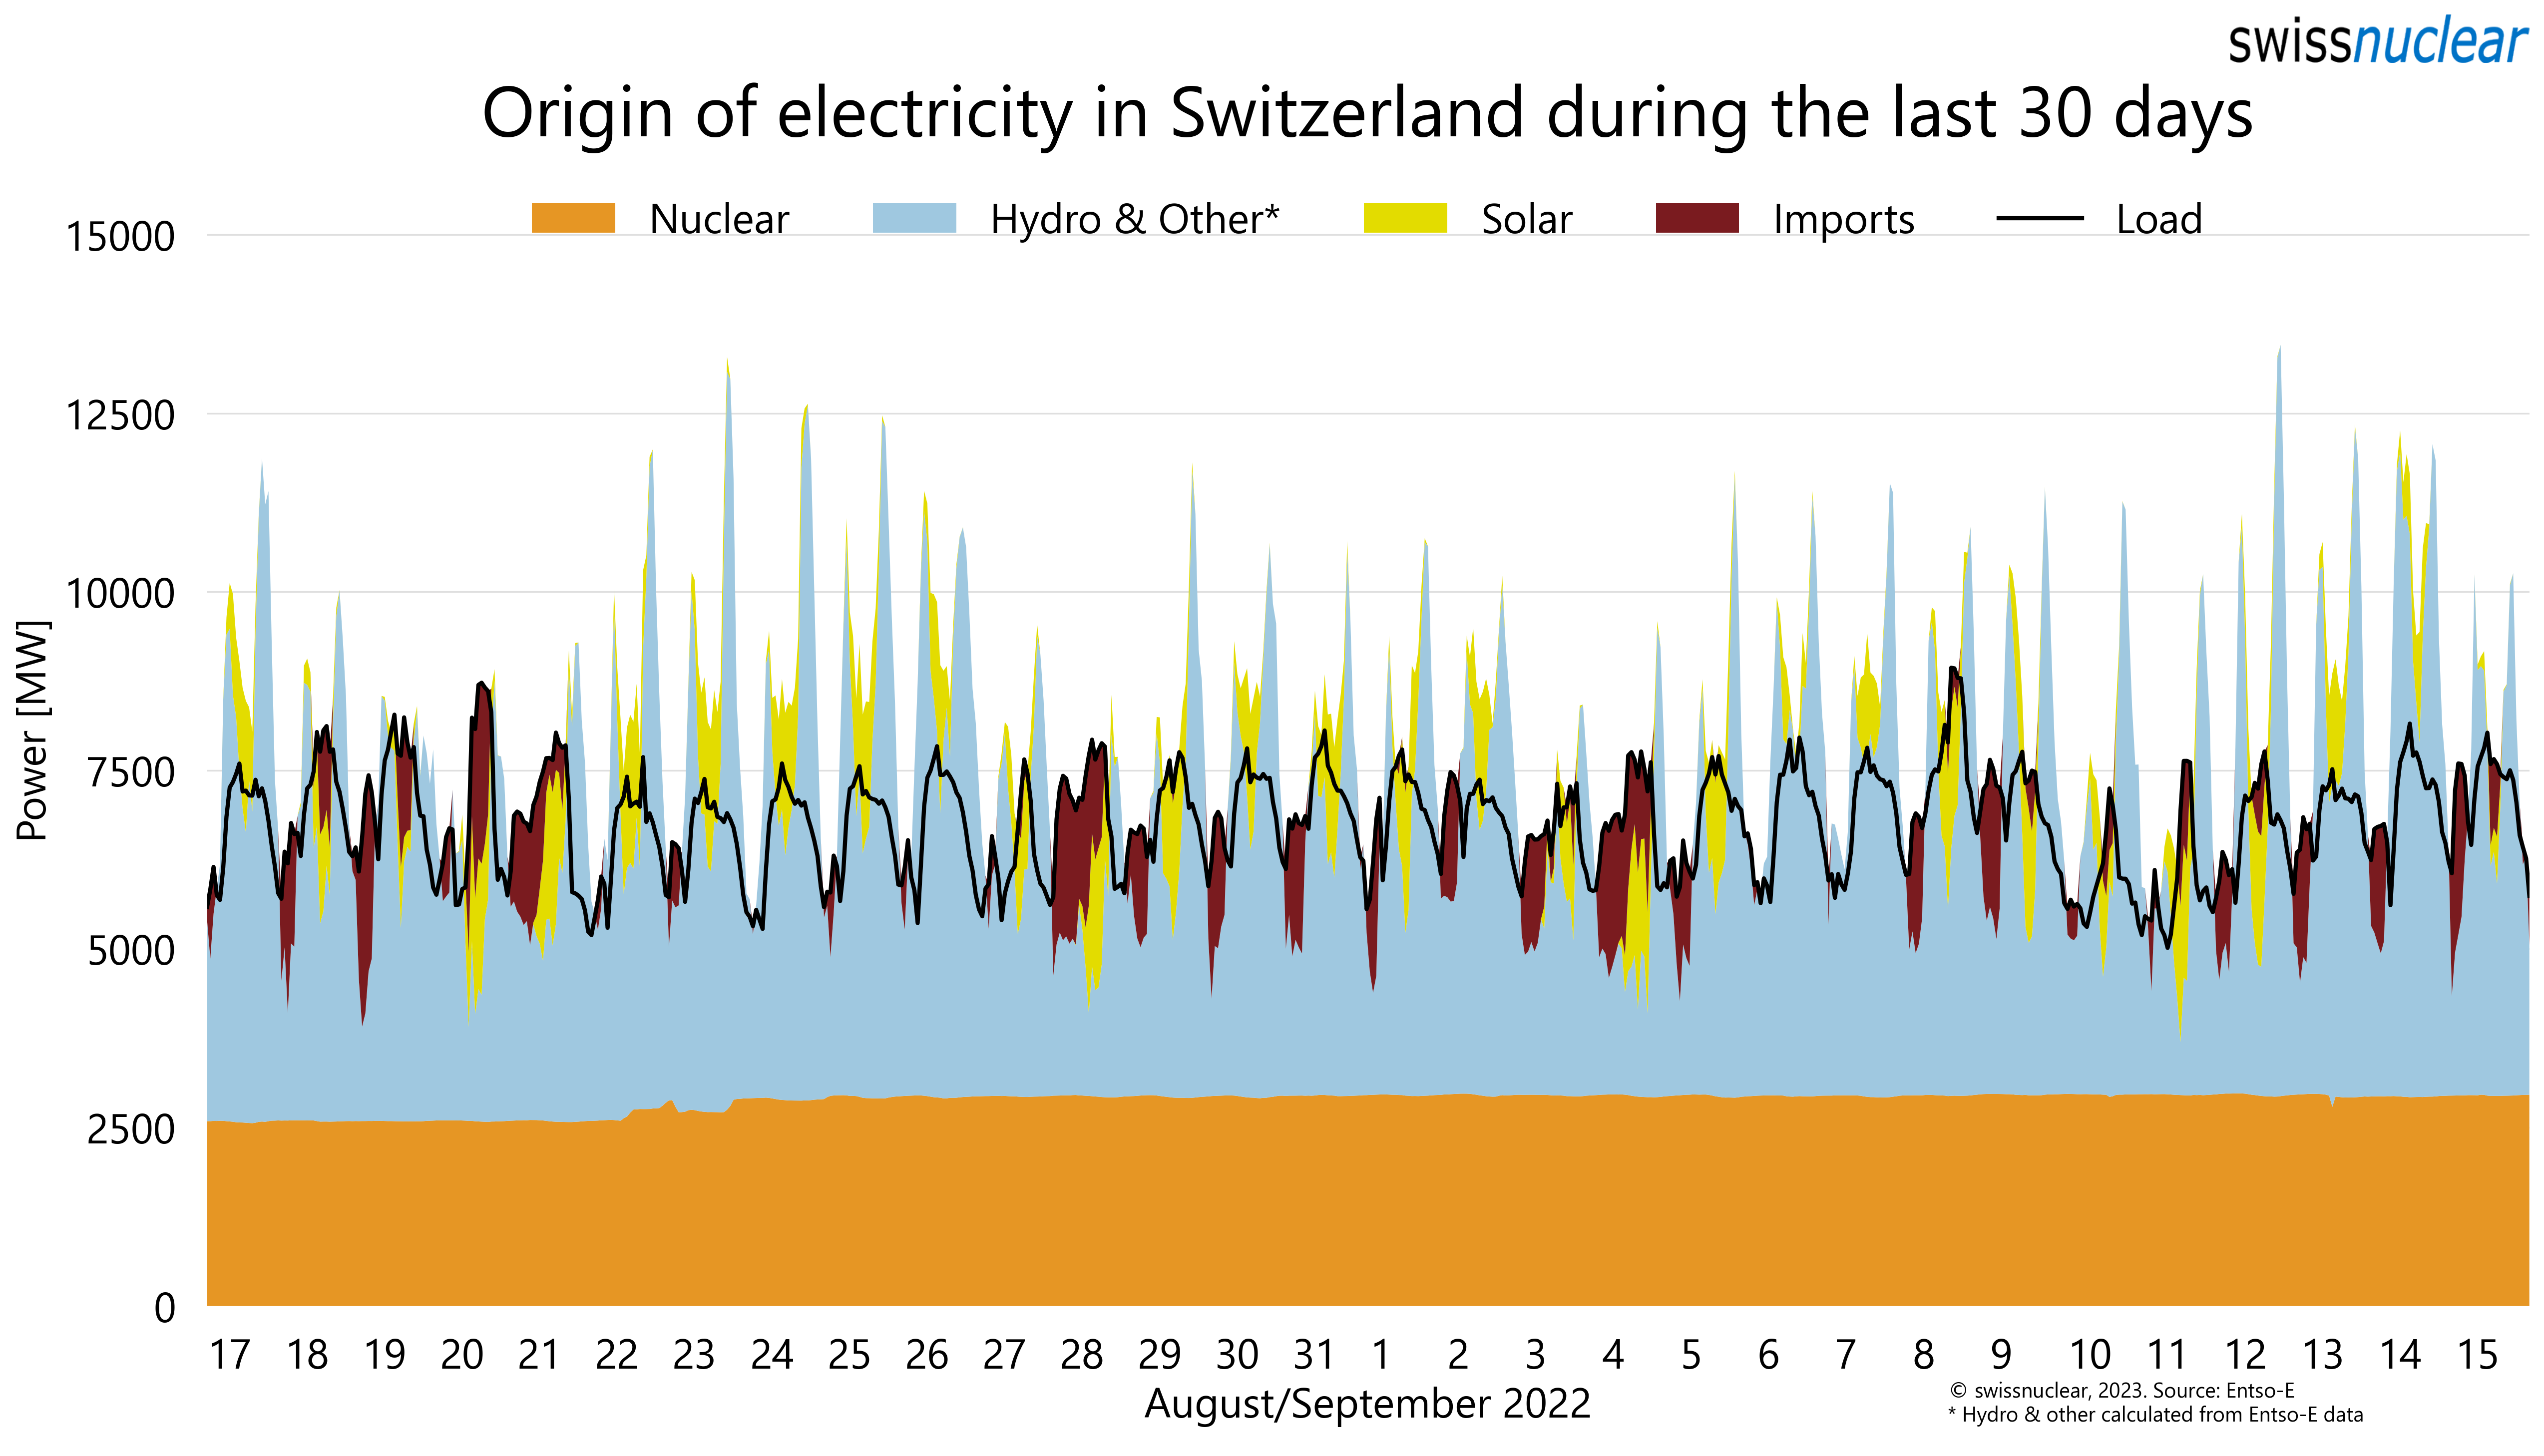 swissnuclear
Origin of electricity in Switzerland during the last 30 days
Nuclear Hydro & Other* Solar Imports Load
15000
12500
10000
7500
5000
2500
0
Power [MW]
17 18 19 20 21 22 23 24 25 26 27 28 29 30 31 1 2 3 4 5 6 7 8 9 10 11 12 13 14 15
August/September 2022
© swissnuclear, 2023. Source: Entso-E
* Hydro & other calculated from Entso-E data